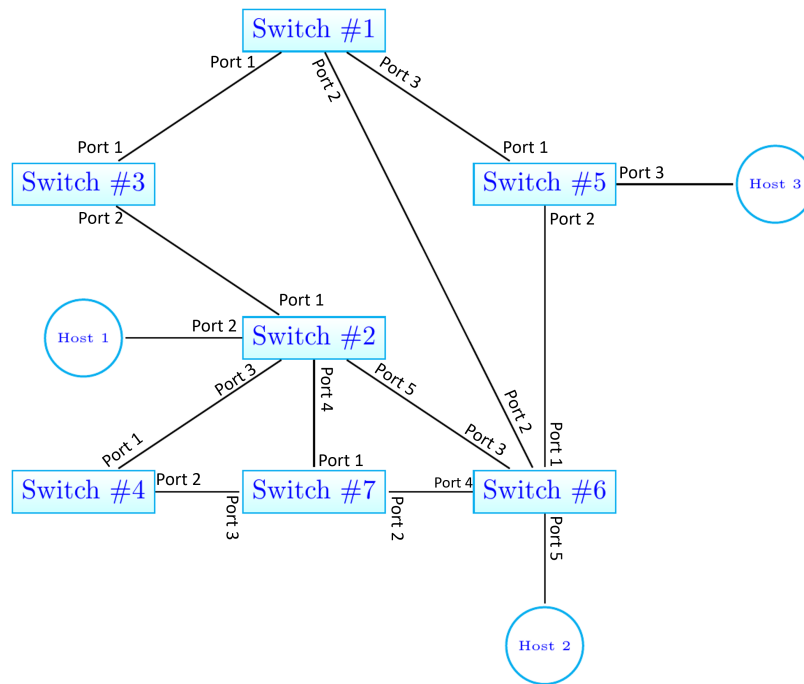 Switch #1
Port 1
Port 2
Port 3
Port 1
Port 1
Switch #3
Switch #5
Port 3
Host 3
Port 2
Port 2
Port 1
Port 2
Host 1
Switch #2
Port 3
Port 4
Port 5
Port 2
Port 1
Port 1
Port 3
Port 1
Switch #4
Port 2
Port 3
Switch #7
Port 2
Port 4
Switch #6
Port 5
Host 2